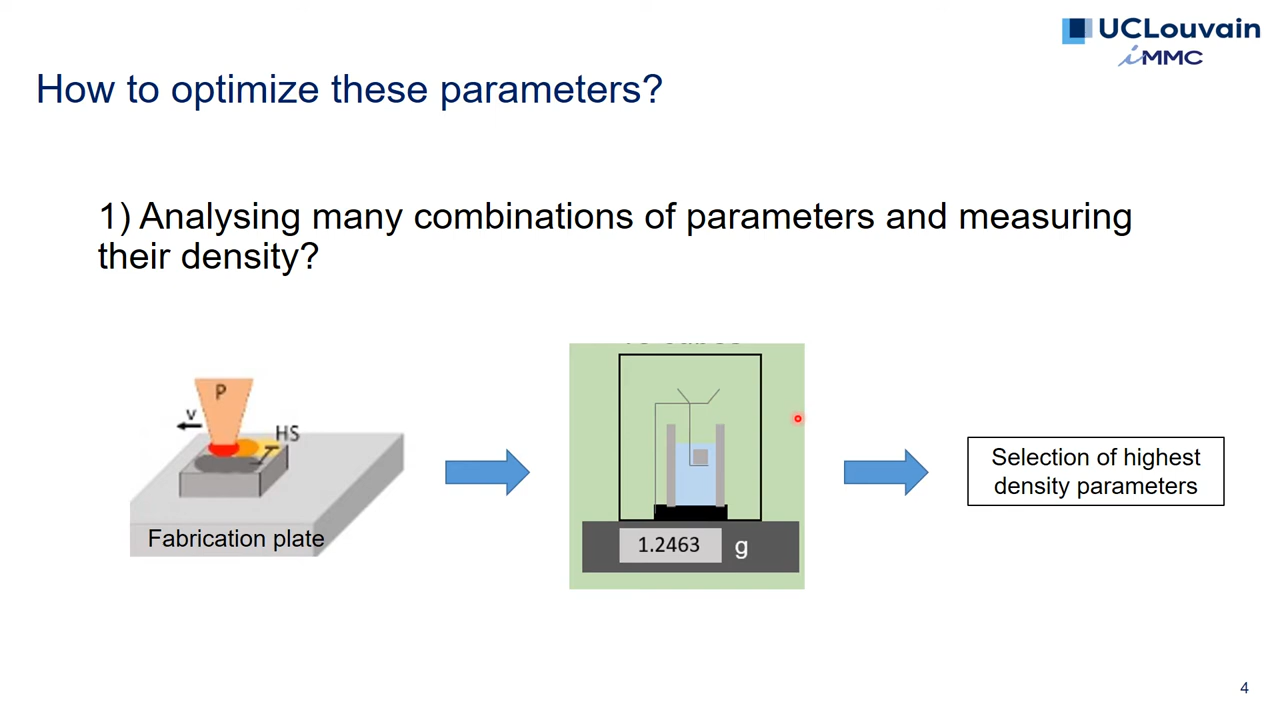 UCLouvain
iMMC
How to optimize these parameters?
1) Analysing many combinations of parameters and measuring
their density?
P
v
HS
Fabrication plate
1.2463 g
Selection of highest
density parameters
4